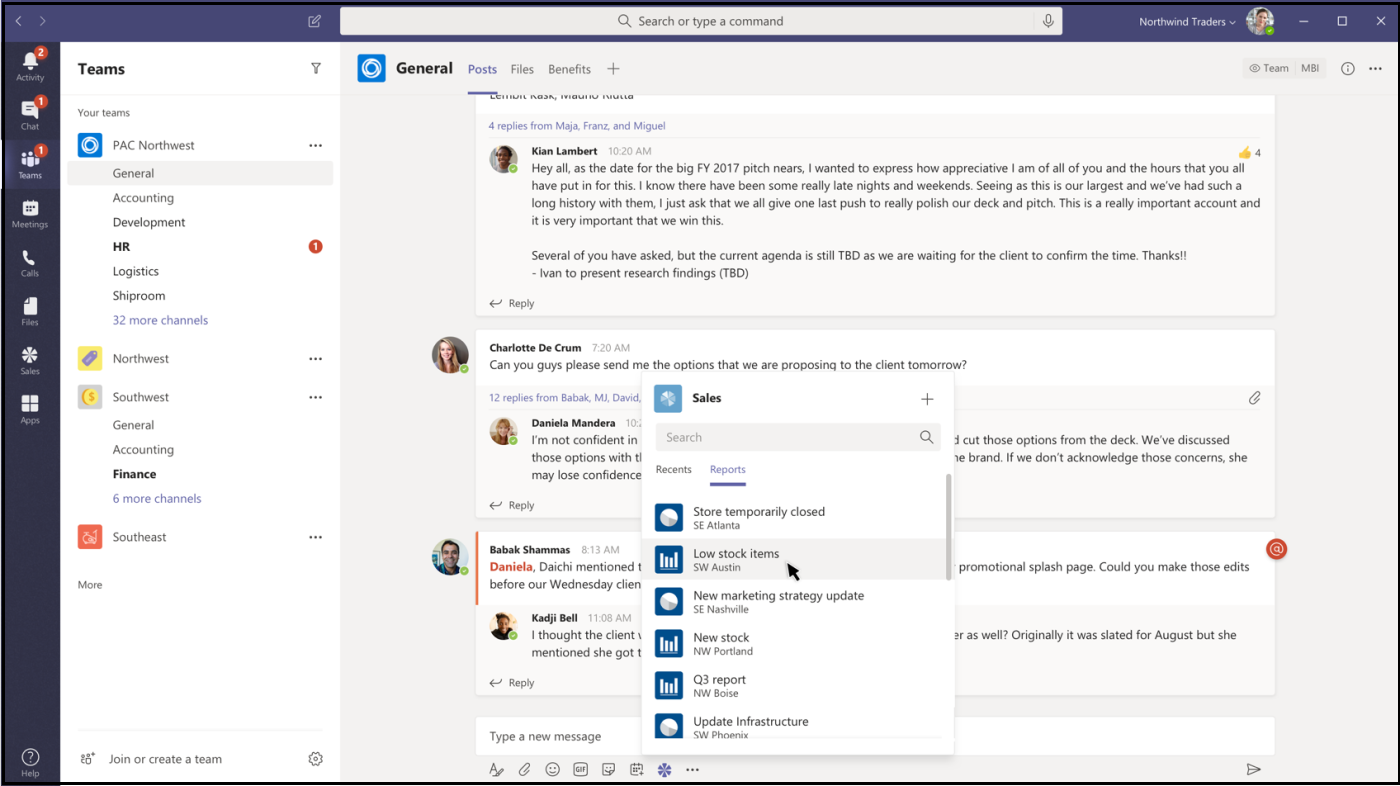 Search or type a command
Northwind Traders
2
Activity
1
Chat
1
Teams
Meetings
Calls
Files
Sales
Apps
Help
Teams
Your teams
PAC Northwest
General
Accounting
Development
HR 1
Logistics
Shiproom
32 more channels
Northwest
Southwest
General
Accounting
Finance
6 more channels
Southeast
More
Join or create a team
General Posts Files Benefits
Team MBI
Lembit Kask, Mauno Riutta
4 replies from Maja, Franz, and Miguel
Kian Lambert 10:20 AM
4
Hey all, as the date for the big FY 2017 pitch nears, I wanted to express how appreciative I am of all of you and the hours that you all
have put in for this. I know there have been some really late nights and weekends. Seeing as this is our largest and we've had such a
long history with them, I just ask that we all give one last push to really polish our deck and pitch. This is a really important account and
it is very important that we win this.
Several of you have asked, but the current agenda is still TBD as we are waiting for the client to confirm the time. Thanks!!
- Ivan to present research findings (TBD)
Reply
Charlotte De Crum 7:20 AM
Can you guys please send me the options that we are proposing to the client tomorrow?
12 replies from Babak, MJ, David,
Daniela Mandera 10:
I'm not confident in d cut those options from the deck. We've discussed
those options with th he brand. If we don't acknowledge those concerns, she
may lose confidence
Reply
Babak Shammas 8:13 AM
@
Daniela, Daichi mentioned t promotional splash page. Could you make those edits
before our Wednesday clien
Kadji Bell 11:08 AM
I thought the client er as well? Originally it was slated for August but she
mentioned she got t
Reply
Type a new message
GIF
Sales
Search
Recents Reports
Store temporarily closed
SE Atlanta
Low stock items
SW Austin
New marketing strategy update
SE Nashville
New stock
NW Portland
Q3 report
NW Boise
Update Infrastructure
SW Phoenix